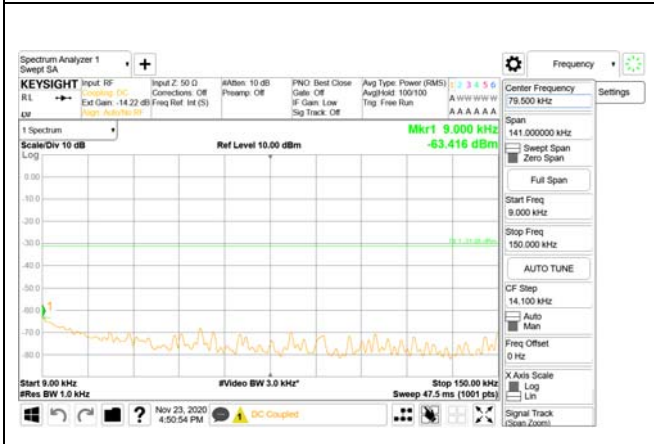 Spectrum Analyzer 1
Swept SA
+
Frequency
KEYSIGHT
RL
Input: RF
Coupling: DC
Ext Gain: -14.22 dB
Align: Auto/No RF
Input Z: 50 Ω
Corrections: Off
Freq Ref: Int (S)
#Atten: 10 dB
Preamp: Off
PNO: Best Close
Gate: Off
IF Gain: Low
Sig Track: Off
Avg Type: Power (RMS)
Avg|Hold: 100/100
Trig: Free Run
1 2 3 4 5 6
A W W W W W
A A A A A A
1 Spectrum
Scale/Div 10 dB
Log
Ref Level 10.00 dBm
Mkr1 9.000 kHz
-63.416 dBm
0.00
-10.0
-20.0
-30.0
-40.0
-50.0
-60.0
-70.0
-80.0
1
Start 9.00 kHz
#Res BW 1.0 kHz
#Video BW 3.0 kHz*
Stop 150.00 kHz
Sweep 47.5 ms (1001 pts)
Center Frequency
79.500 kHz
Settings
Span
141.000000 kHz
Swept Span
Zero Span
Full Span
Start Freq
9.000 kHz
Stop Freq
150.000 kHz
AUTO TUNE
CF Step
14.100 kHz
Auto
Man
Freq Offset
0 Hz
X Axis Scale
Log
Lin
Signal Track
(Span Zoom)
?
Nov 23, 2020
4:50:54 PM
DC Coupled